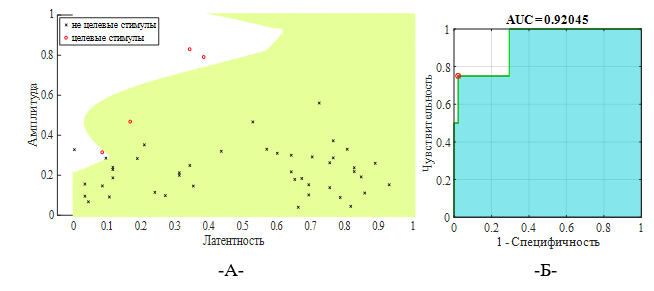 × не целевые стимулы
○ целевые стимулы
Амплитуда
1
0.8
0.6
0.4
0.2
0
0 0.1 0.2 0.3 0.4 0.5 0.6 0.7 0.8 0.9 1
Латентность
-А-
AUC=0.92045
Чувствительность
1
0.8
0.6
0.4
0.2
0
0 0.2 0.4 0.6 0.8 1
1 - Специфичность
-Б-